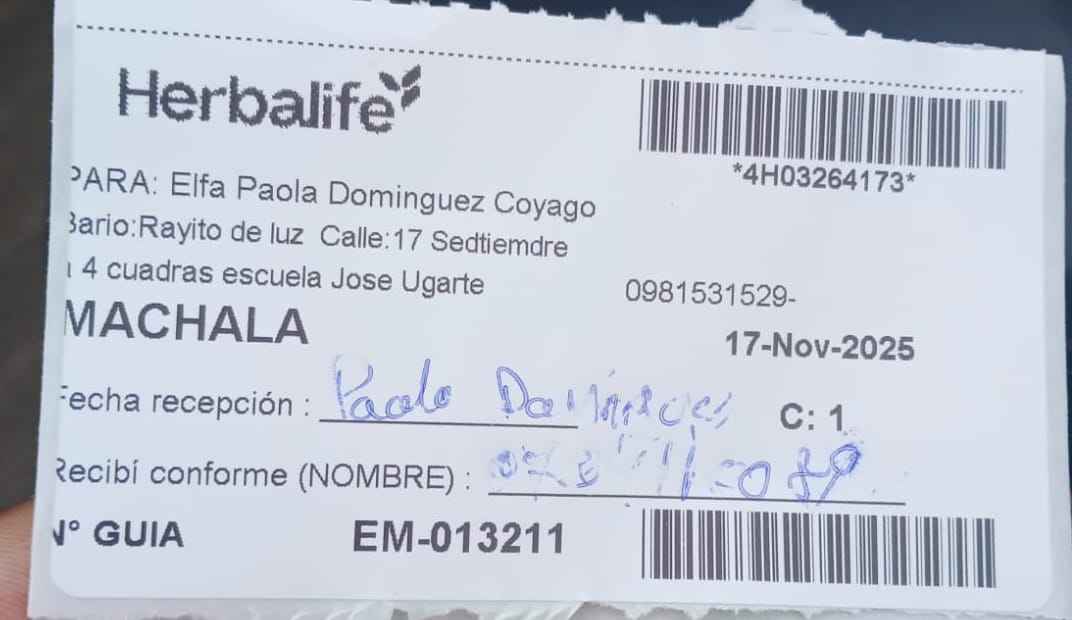 Herbalife
*4H03264173*
PARA: Elfa Paola Dominguez Coyago
Bario:Rayito de luz Calle:17 Sedtiemdre
4 cuadras escuela Jose Ugarte
0981531529-
MACHALA
17-Nov-2025
Fecha recepción : Paola
C: 1
Recibí conforme (NOMBRE) :
N° GUIA EM-013211